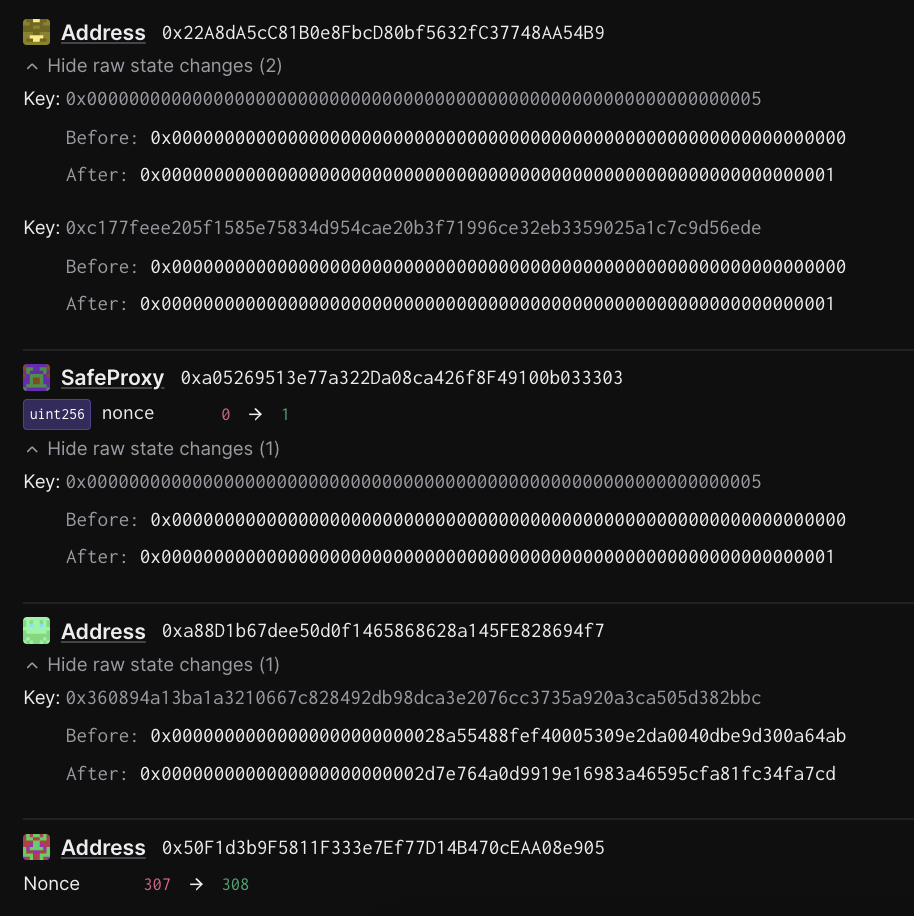 Address 0x22A8dA5cC81B0e8FbcD80bf5632fC37748AA54B9
Hide raw state changes (2)
Key: 0x0000000000000000000000000000000000000000000000000000000000000005
Before: 0x0000000000000000000000000000000000000000000000000000000000000000
After: 0x0000000000000000000000000000000000000000000000000000000000000001
Key: 0xc177feee205f1585e75834d954cae20b3f71996ce32eb3359025a1c7c9d56ede
Before: 0x0000000000000000000000000000000000000000000000000000000000000000
After: 0x0000000000000000000000000000000000000000000000000000000000000001
SafeProxy 0xa05269513e77a322Da08ca426f8F49100b033303
uint256 nonce 0 → 1
Hide raw state changes (1)
Key: 0x0000000000000000000000000000000000000000000000000000000000000005
Before: 0x0000000000000000000000000000000000000000000000000000000000000000
After: 0x0000000000000000000000000000000000000000000000000000000000000001
Address 0xa88D1b67dee50d0f1465868628a145FE828694f7
Hide raw state changes (1)
Key: 0x360894a13ba1a3210667c828492db98dca3e2076cc3735a920a3ca505d382bbc
Before: 0x00000000000000000000000028a55488fef40005309e2da0040dbe9d300a64ab
After: 0x0000000000000000000000002d7e764a0d9919e16983a46595cfa81fc34fa7cd
Address 0x50F1d3b9F5811F333e7Ef77D14B470cEAA08e905
Nonce 307 → 308